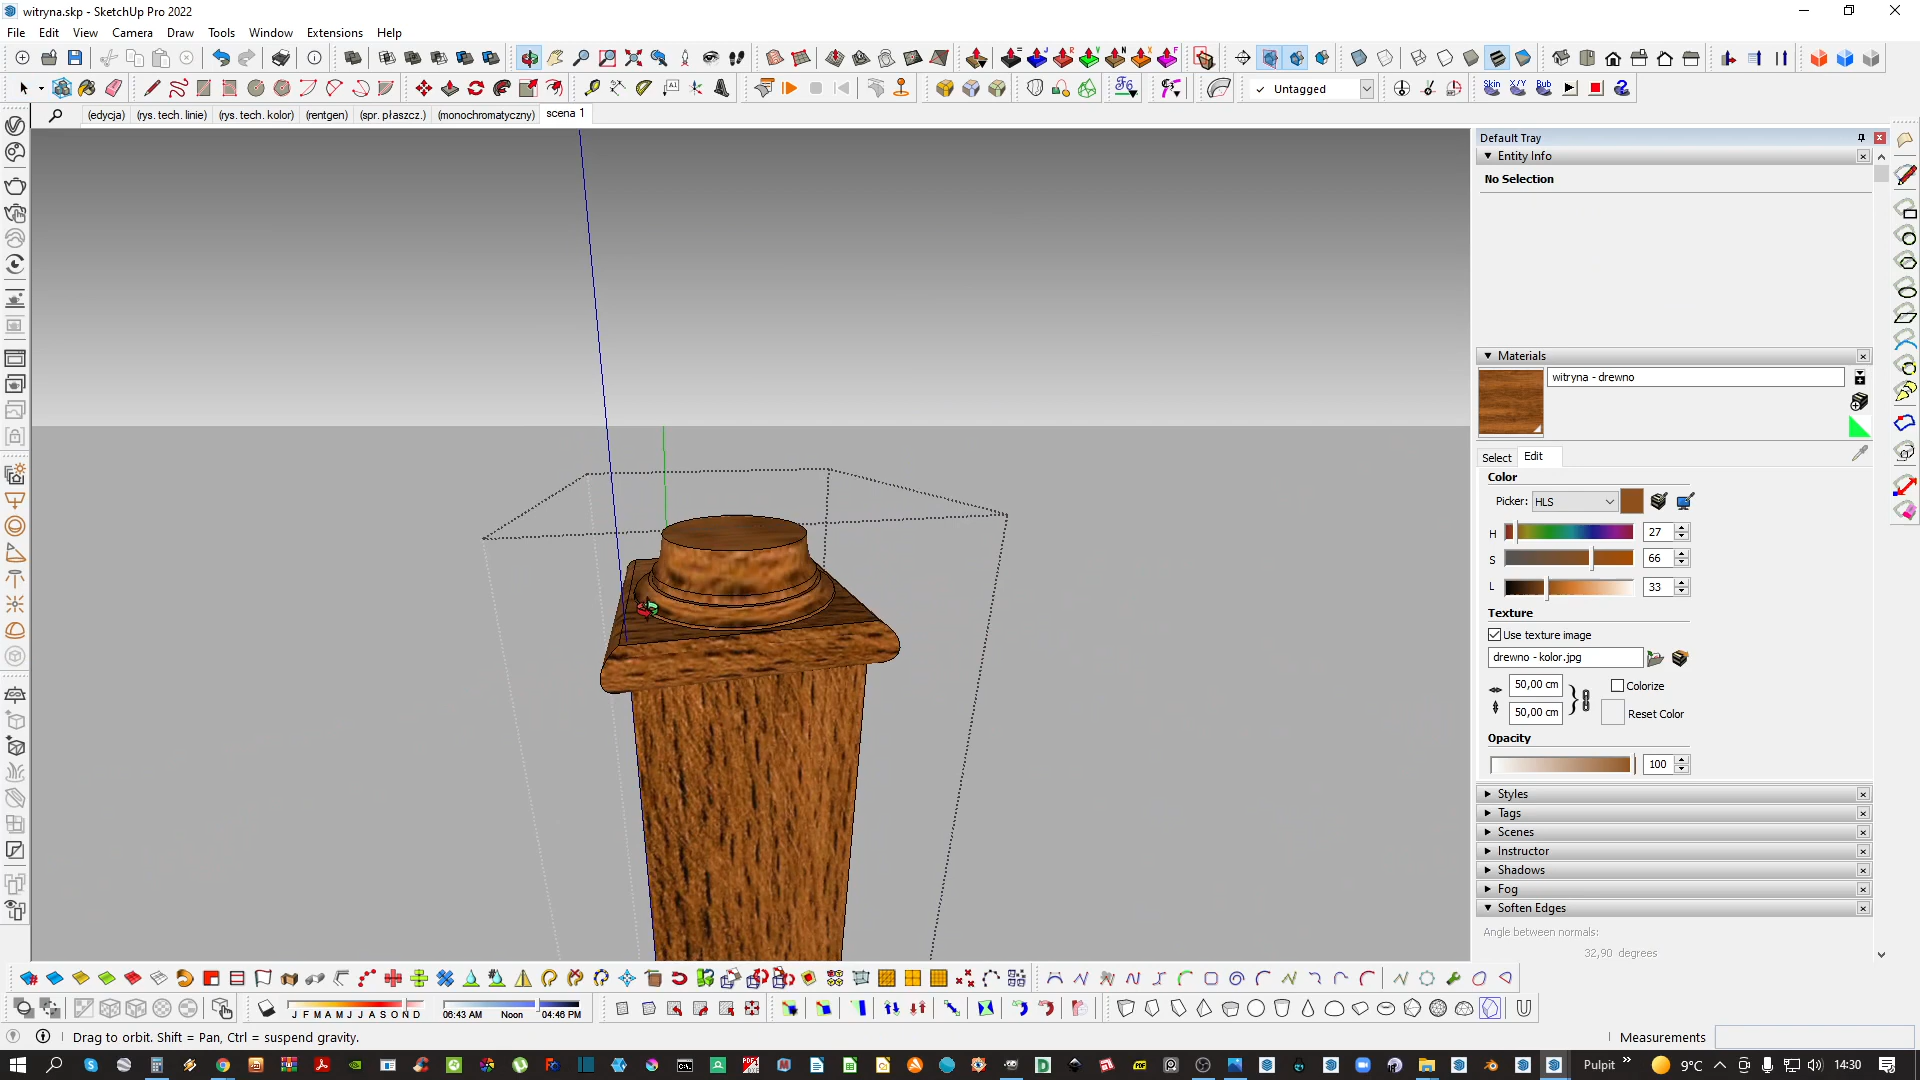 witryna.skp - SketchUp Pro 2022
File Edit View Camera Draw Tools Window Extensions Help
Untagged
Skin X/Y Bub
(edycja) (rys. tech. linie) (rys. tech. kolor) (rentgen) (spr. płaszcz.) (monochromatyczny) scena 1
Default Tray
Entity Info
No Selection
Materials
witryna - drewno
Select Edit
Color
Picker: HLS
H 27
S 66
L 33
Texture
Use texture image
drewno - kolor.jpg
50,00 cm Colorize
50,00 cm Reset Color
Opacity
100
Styles
Tags
Scenes
Instructor
Shadows
Fog
Soften Edges
Angle between normals:
32,90 degrees
J F M A M J J A S O N D 06:43 AM Noon 04:46 PM
Drag to orbit. Shift = Pan, Ctrl = suspend gravity. Measurements
Pulpit 9°C 14:30